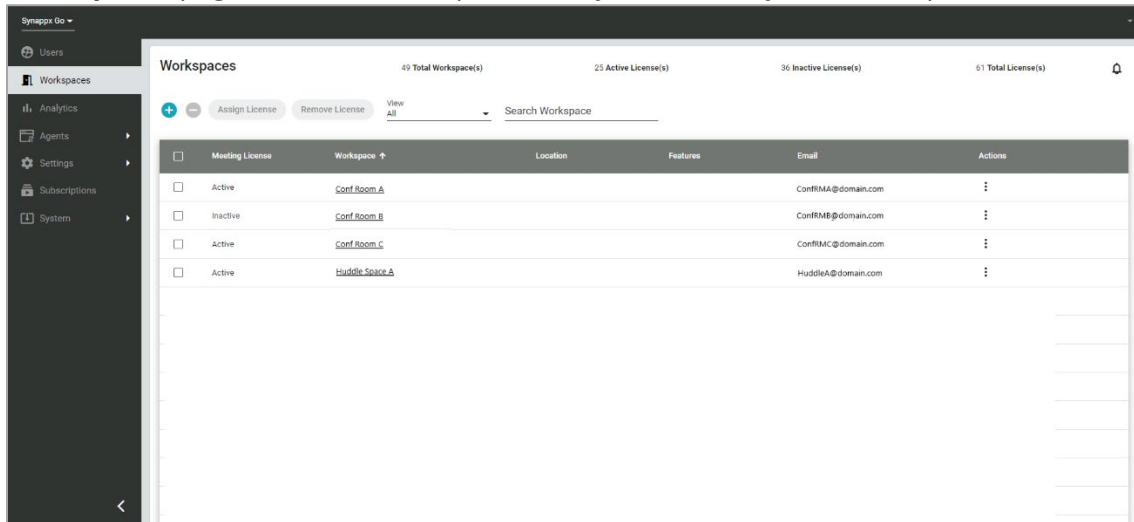 Synappx Go
Users
Workspaces
Analytics
Agents
Settings
Subscriptions
System
Workspaces 49 Total Workspace(s) 25 Active License(s) 36 Inactive License(s) 61 Total License(s)
Assign License Remove License View All Search Workspace
Meeting License Workspace ↑ Location Features Email Actions
Active Conf Room A ConfRMA@domain.com
Inactive Conf Room B ConfRMB@domain.com
Active Conf Room C ConfRMC@domain.com
Active Huddle Space A HuddleA@domain.com